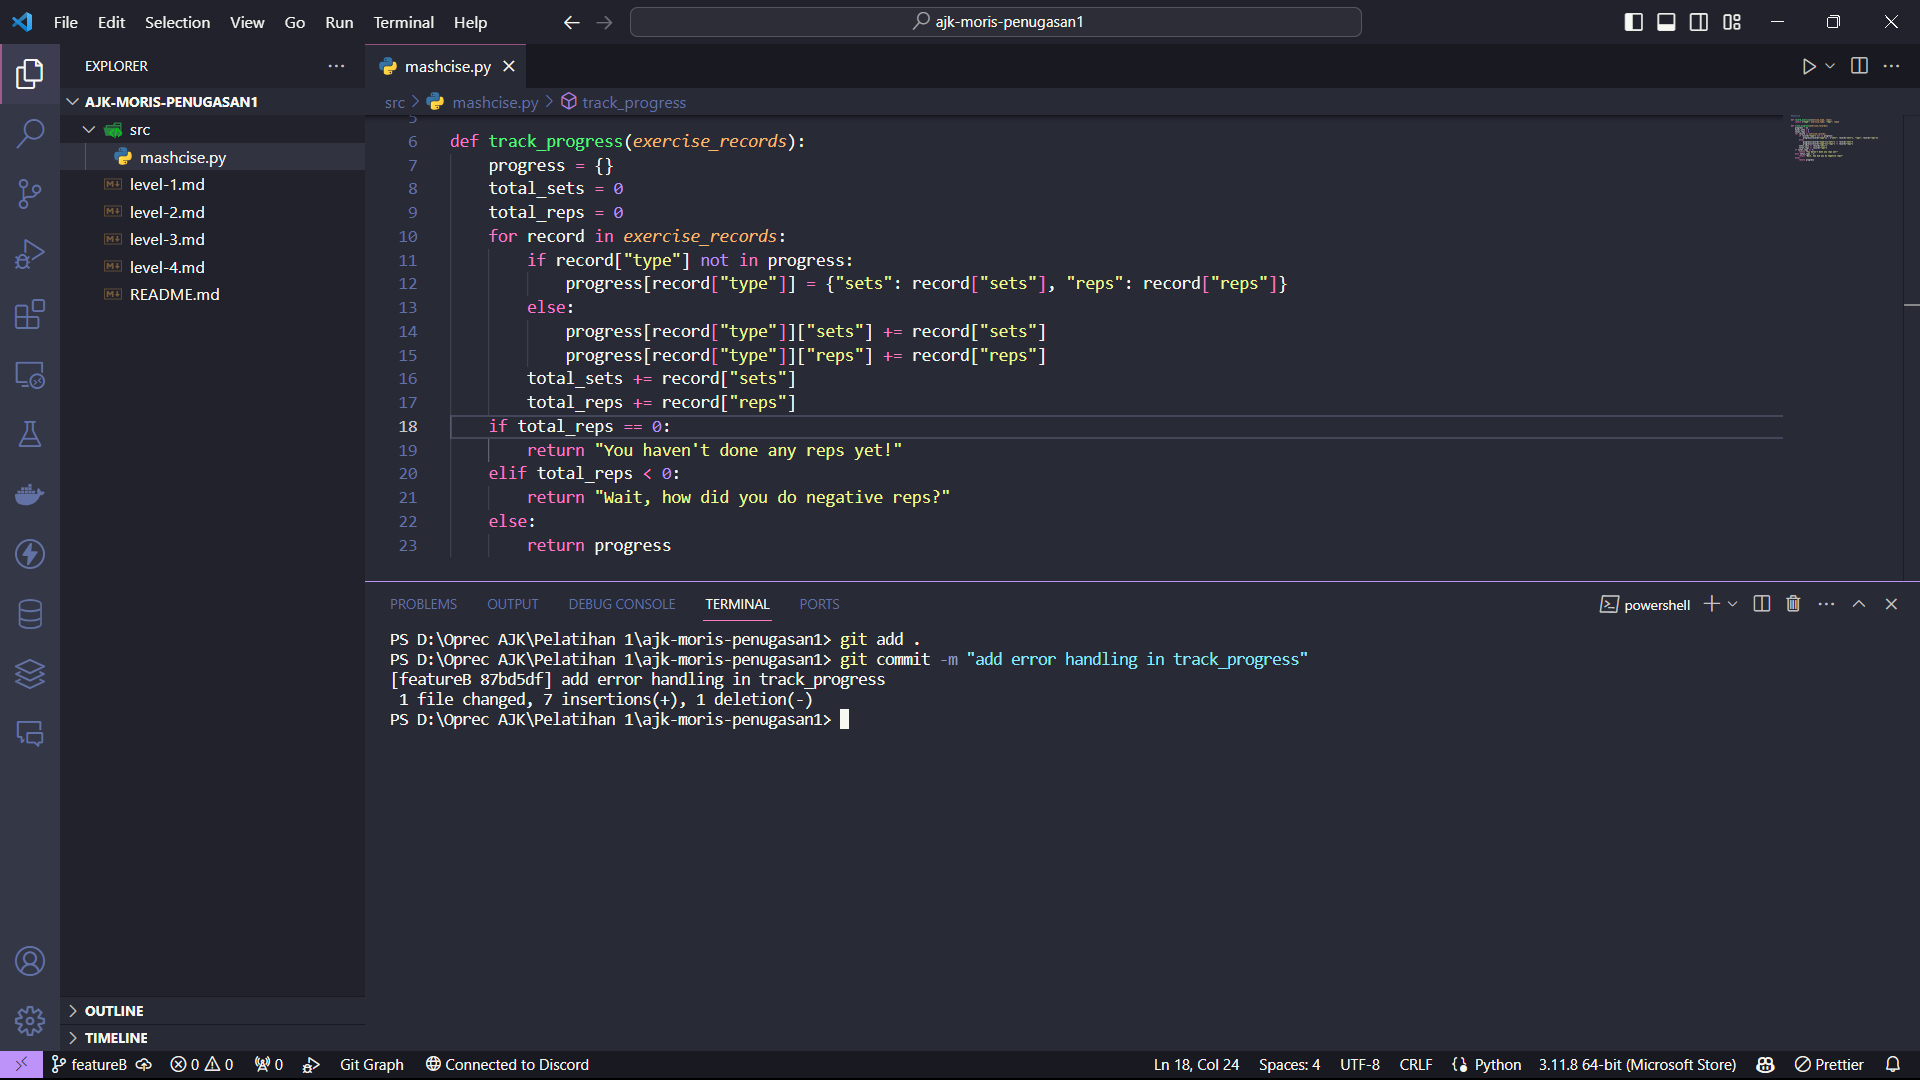 File Edit Selection View Go Run Terminal Help
ajk-moris-penugasan1
EXPLORER
AJK-MORIS-PENUGASAN1
src
mashcise.py
level-1.md
level-2.md
level-3.md
level-4.md
README.md
OUTLINE
TIMELINE
mashcise.py
src > mashcise.py > track_progress
5
6 def track_progress(exercise_records):
7 progress = {}
8 total_sets = 0
9 total_reps = 0
10 for record in exercise_records:
11 if record["type"] not in progress:
12 progress[record["type"]] = {"sets": record["sets"], "reps": record["reps"]}
13 else:
14 progress[record["type"]]["sets"] += record["sets"]
15 progress[record["type"]]["reps"] += record["reps"]
16 total_sets += record["sets"]
17 total_reps += record["reps"]
18 if total_reps == 0:
19 return "You haven't done any reps yet!"
20 elif total_reps < 0:
21 return "Wait, how did you do negative reps?"
22 else:
23 return progress
PROBLEMS OUTPUT DEBUG CONSOLE TERMINAL PORTS
powershell
PS D:\Oprec AJK\Pelatihan 1\ajk-moris-penugasan1> git add .
PS D:\Oprec AJK\Pelatihan 1\ajk-moris-penugasan1> git commit -m "add error handling in track_progress"
[featureB 87bd5df] add error handling in track_progress
1 file changed, 7 insertions(+), 1 deletion(-)
PS D:\Oprec AJK\Pelatihan 1\ajk-moris-penugasan1>
featureB 0 0 0 Git Graph Connected to Discord Ln 18, Col 24 Spaces: 4 UTF-8 CRLF Python 3.11.8 64-bit (Microsoft Store) Prettier